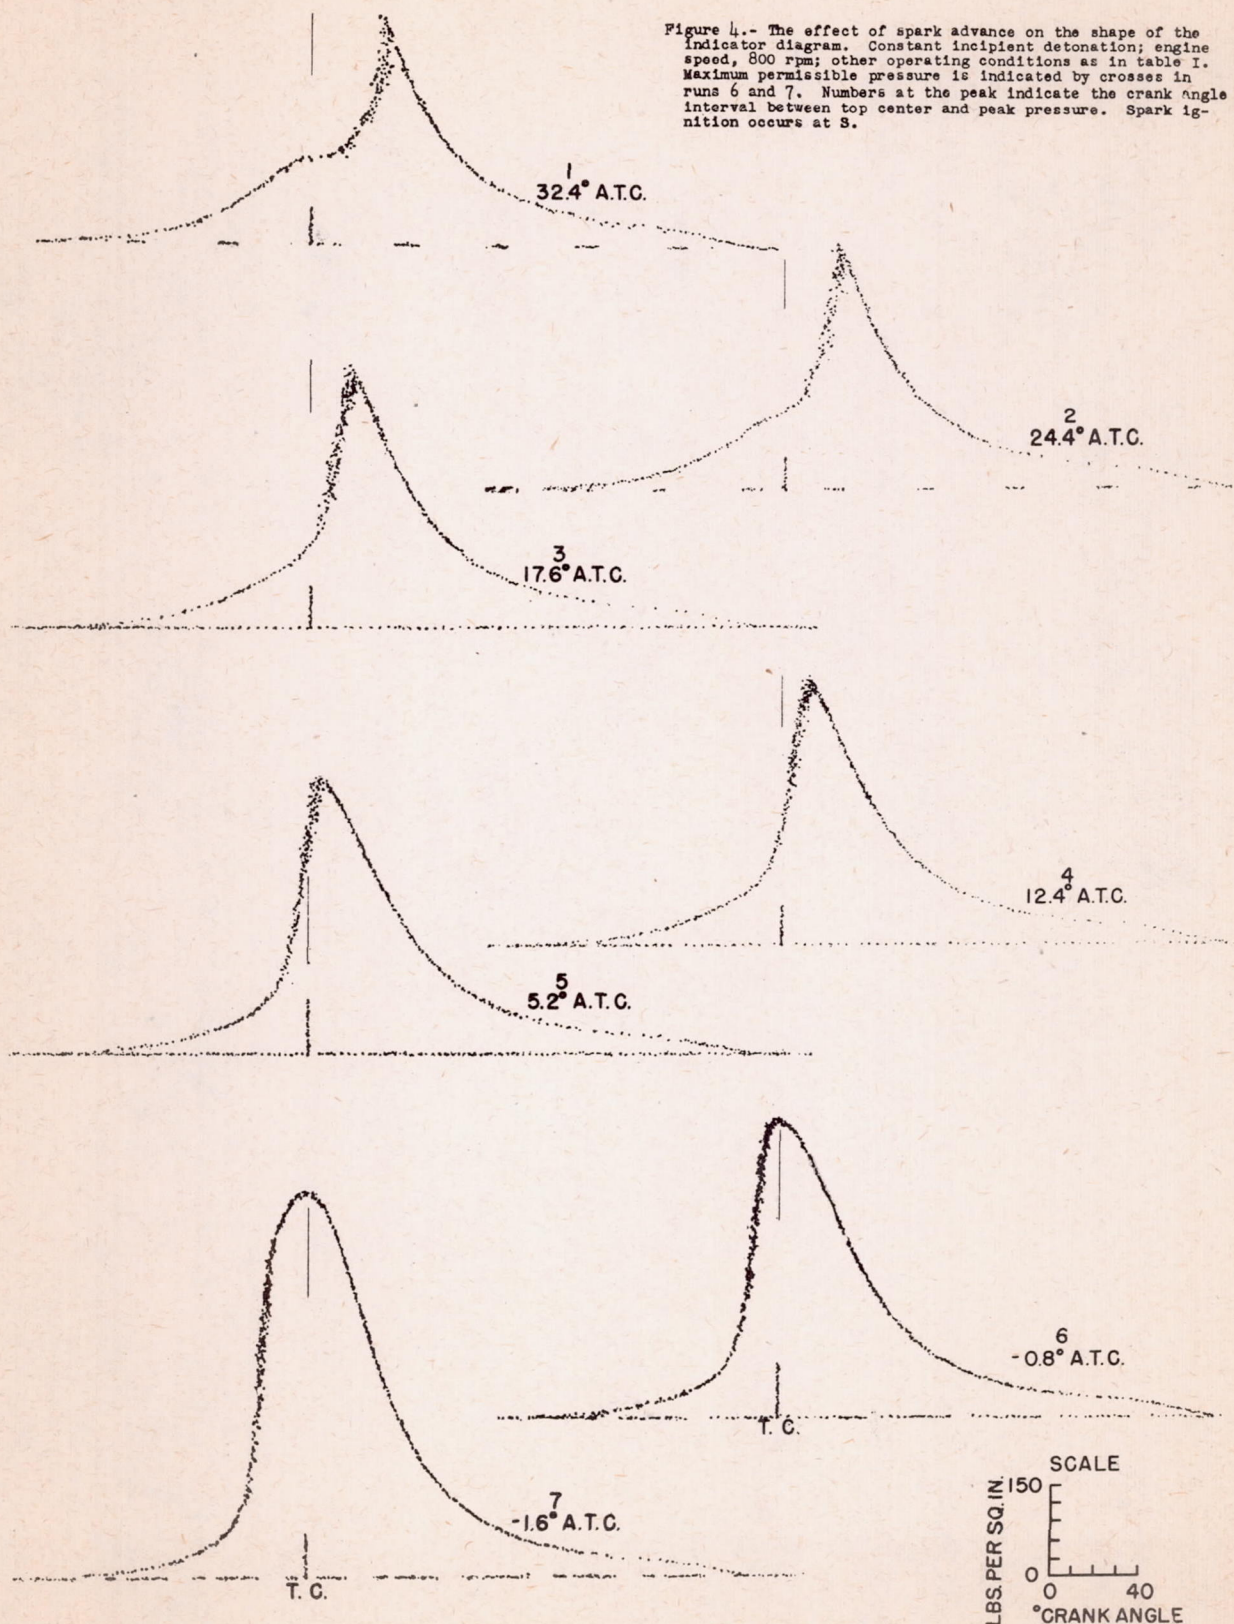 Figure 4.- The effect of spark advance on the shape of the
indicator diagram. Constant incipient detonation; engine
speed, 800 rpm; other operating conditions as in table I.
Maximum permissible pressure is indicated by crosses in
runs 6 and 7. Numbers at the peak indicate the crank angle
interval between top center and peak pressure. Spark ig-
nition occurs at S.
1
32.4° A.T.C.
2
24.4° A.T.C.
3
17.6° A.T.C.
4
12.4° A.T.C.
5
5.2° A.T.C.
6
-0.8° A.T.C.
T. C.
7
-1.6° A.T.C.
T. C.
SCALE
LBS. PER SQ. IN.
150
0
0 40
°CRANK ANGLE